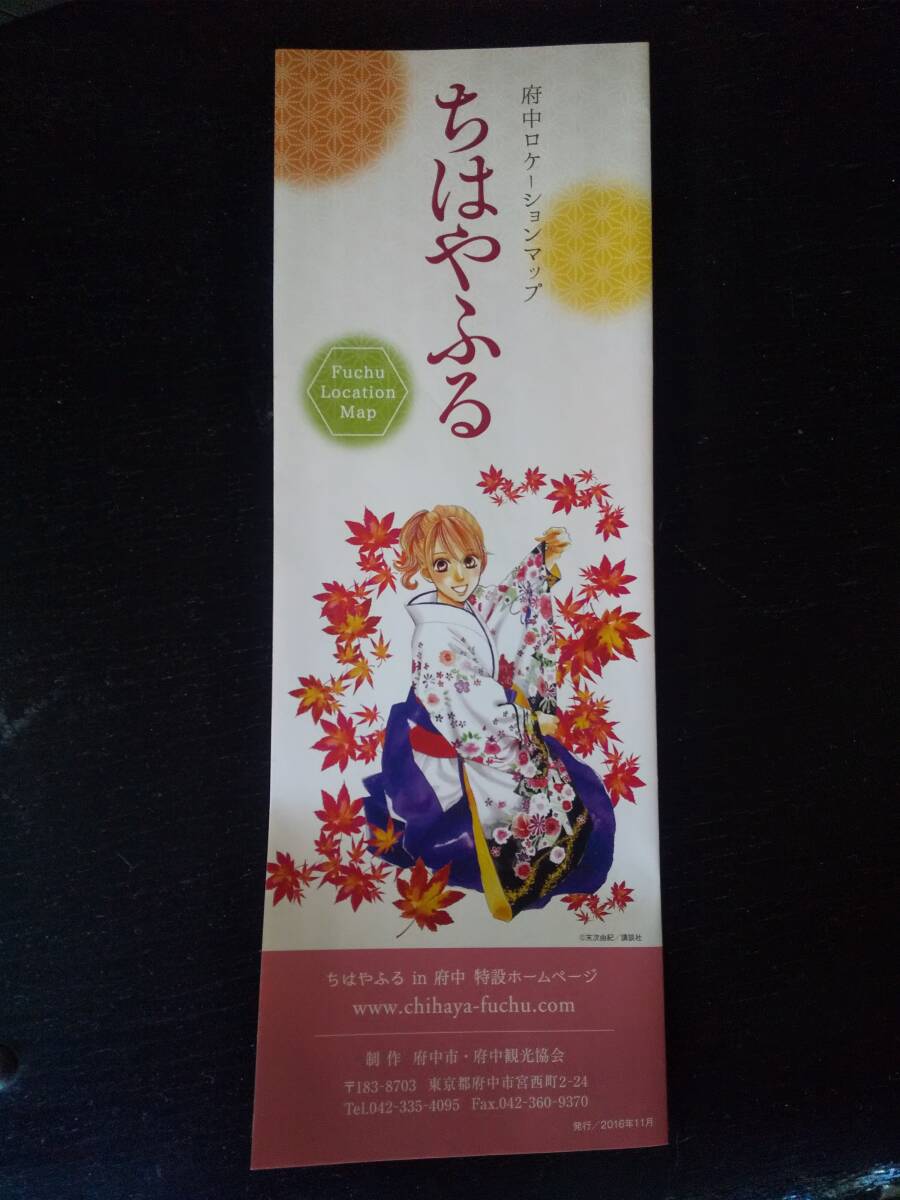 府中ロケーションマップ
ちはやふる
Fuchu
Location
Map
©末次由紀／講談社
ちはやふる in 府中 特設ホームページ
www.chihaya-fuchu.com
制作 府中市・府中観光協会
〒183-8703 東京都府中市宮西町2-24
Tel.042-335-4095 Fax.042-360-9370
発行／2016年11月